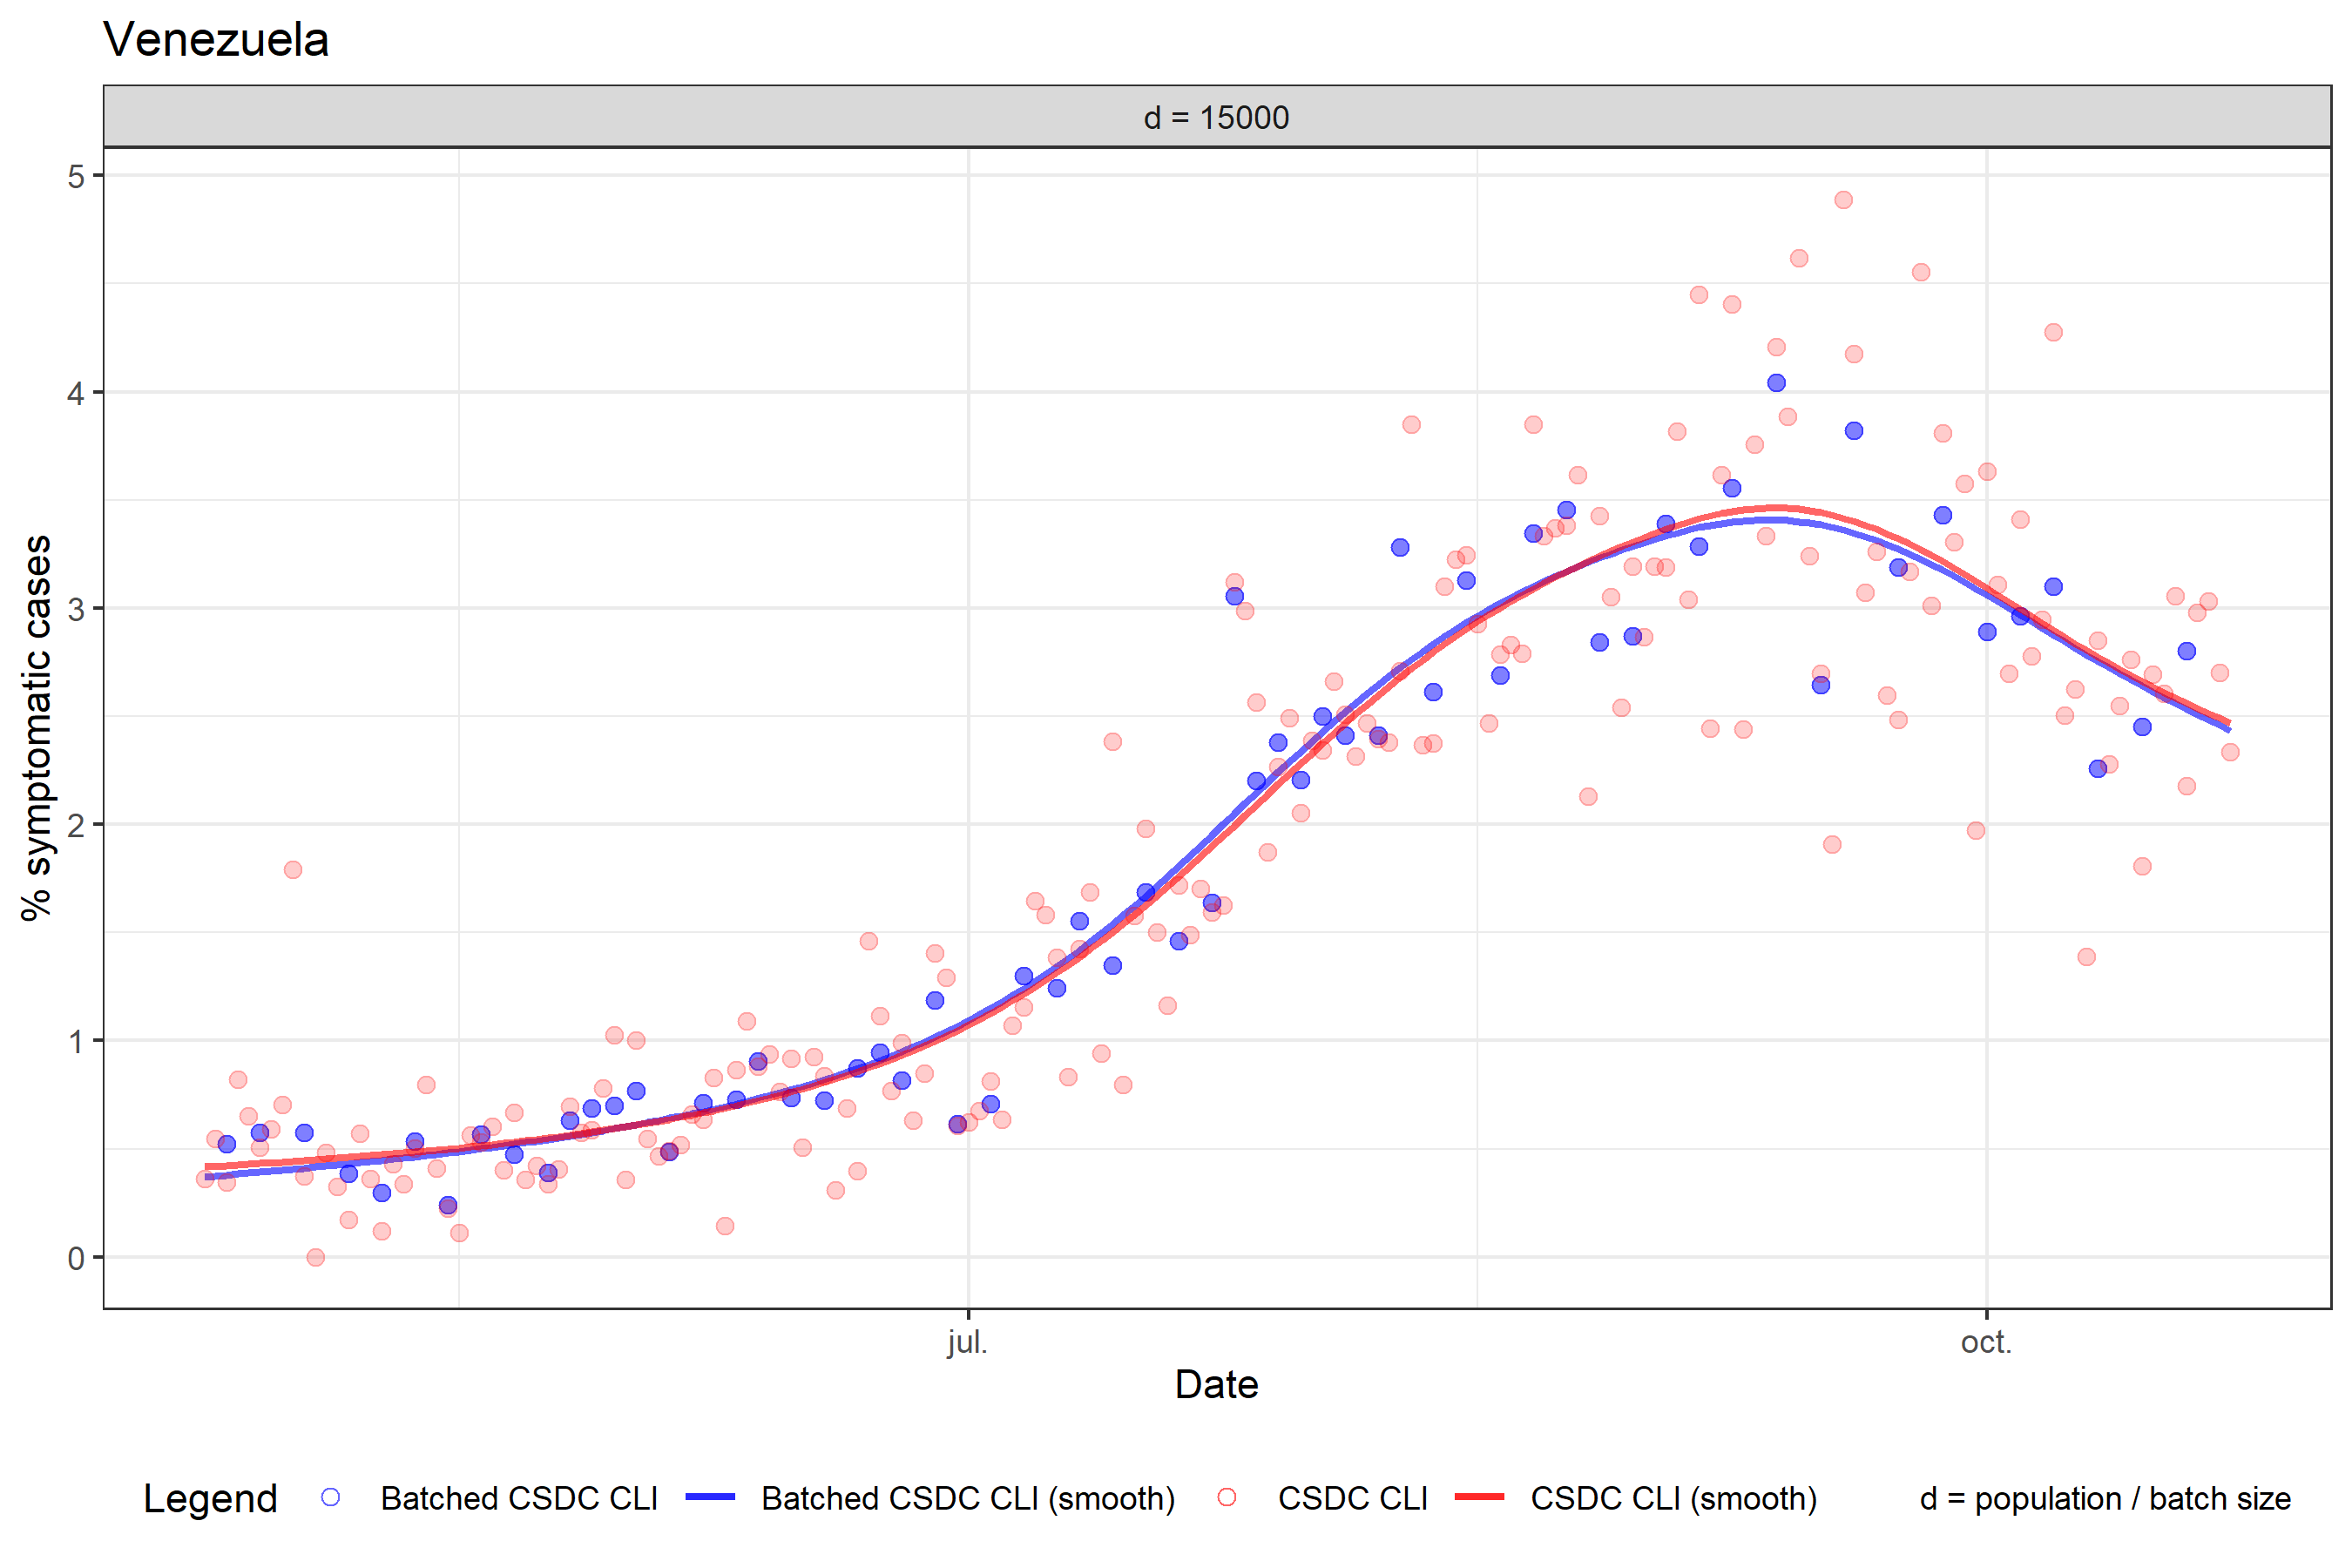 Venezuela
d = 15000
5
4
3
2
1
0
% symptomatic cases
jul.
oct.
Date
Legend
Batched CSDC CLI
Batched CSDC CLI (smooth)
CSDC CLI
CSDC CLI (smooth)
d = population / batch size